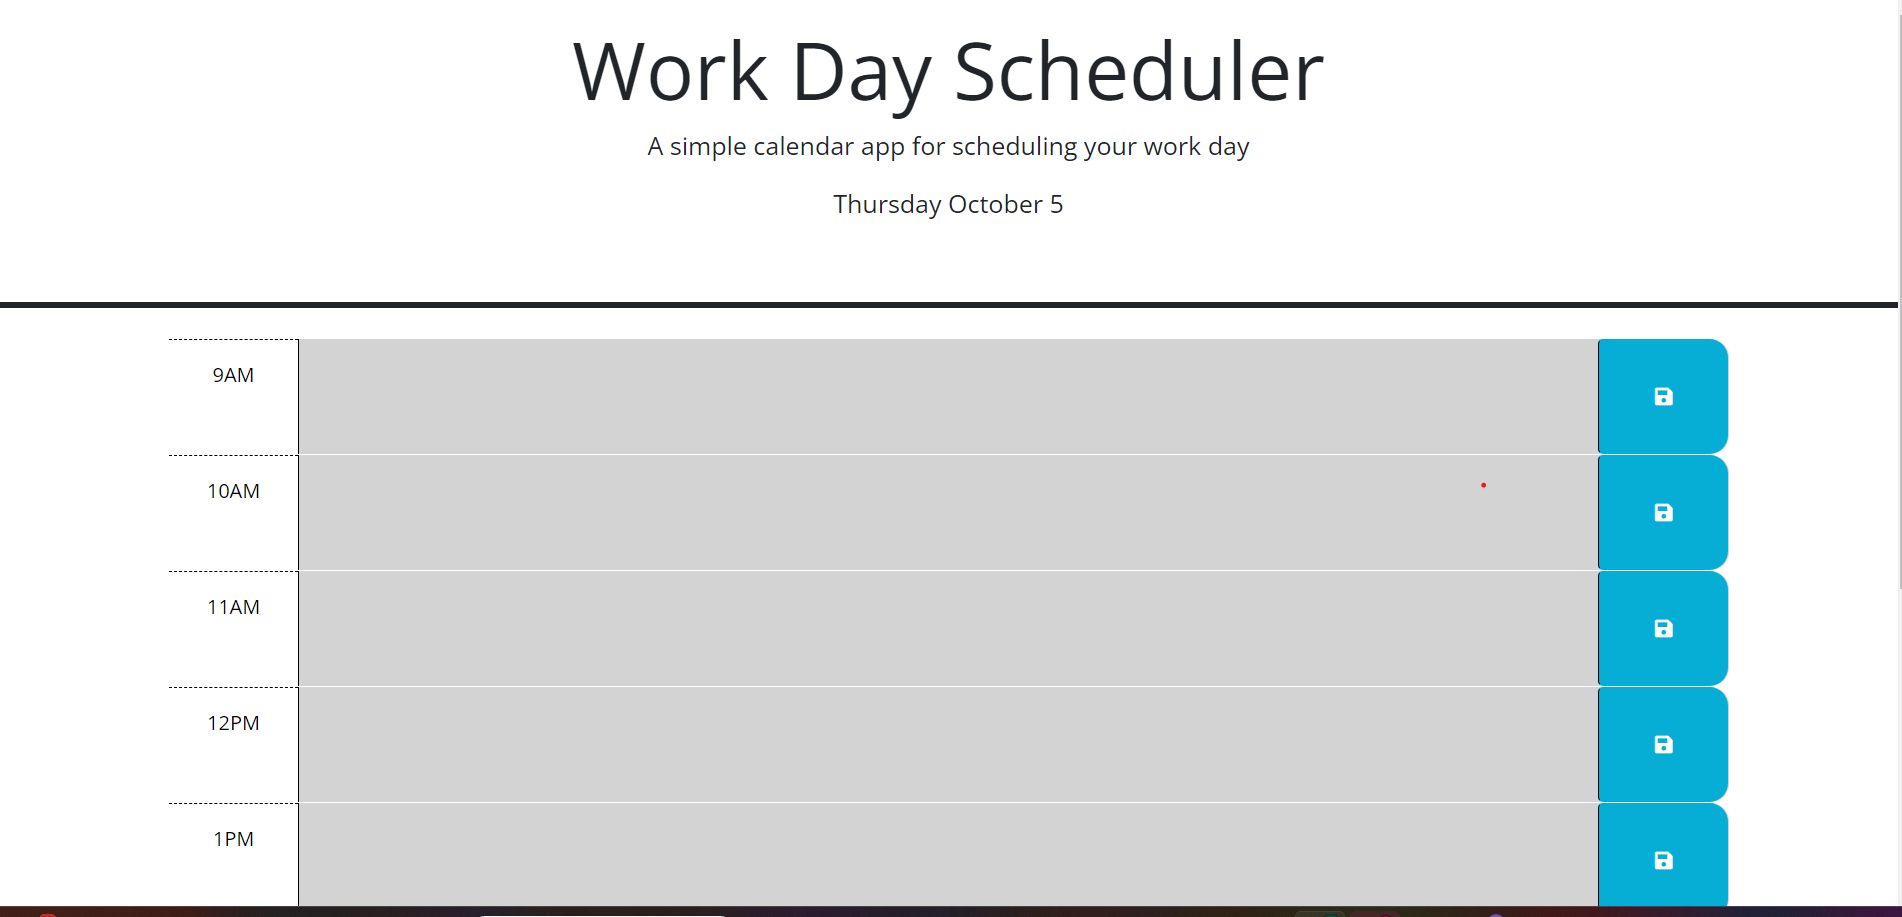 Work Day Scheduler
A simple calendar app for scheduling your work day
Thursday October 5
9AM
10AM
11AM
12PM
1PM